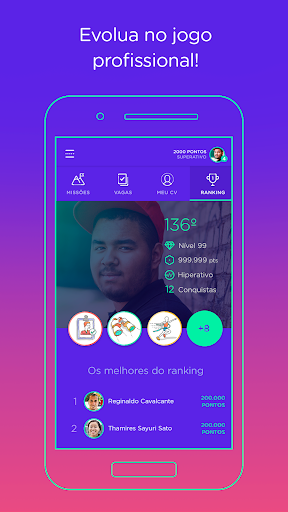 Evolua no jogo
profissional!
2000 PONTOS
SUPERATIVO
MISSÕES VAGAS MEU CV RANKING
136º
Nível 99
999.999 pts
Hiperativo
12 Conquistas
+8
Os melhores do ranking
1 Reginaldo Cavalcante 200.000 PONTOS
2 Thamires Sayuri Sato 200.000 PONTOS